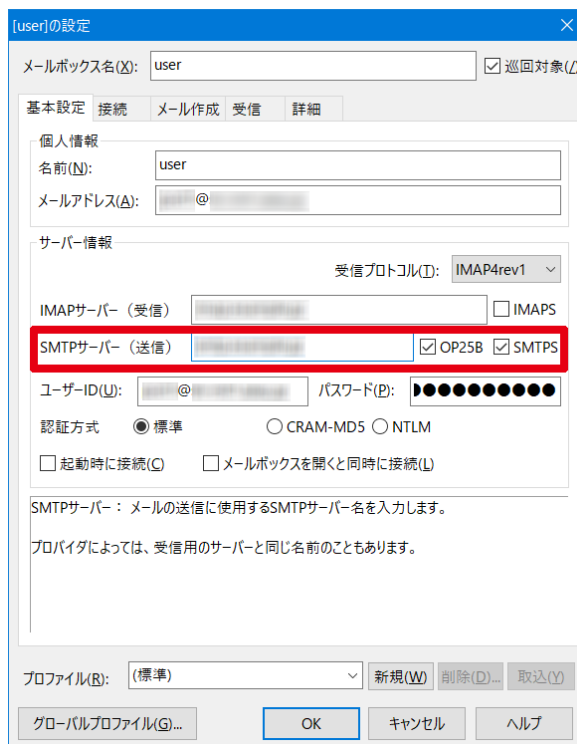 [user]の設定
メールボックス名(X): user 巡回対象(/
基本設定 接続 メール作成 受信 詳細
個人情報
名前(N): user
メールアドレス(A): @
サーバー情報
受信プロトコル(T): IMAP4rev1
IMAPサーバー（受信） IMAPS
SMTPサーバー（送信） OP25B SMTPS
ユーザーID(U): @ パスワード(P): ●●●●●●●●●●
認証方式 標準 CRAM-MD5 NTLM
起動時に接続(C) メールボックスを開くと同時に接続(L)
SMTPサーバー： メールの送信に使用するSMTPサーバー名を入力します。
プロバイダによっては、受信用のサーバーと同じ名前のこともあります。
プロファイル(R): (標準) 新規(W) 削除(D)... 取込(Y)
グローバルプロファイル(G)... OK キャンセル ヘルプ